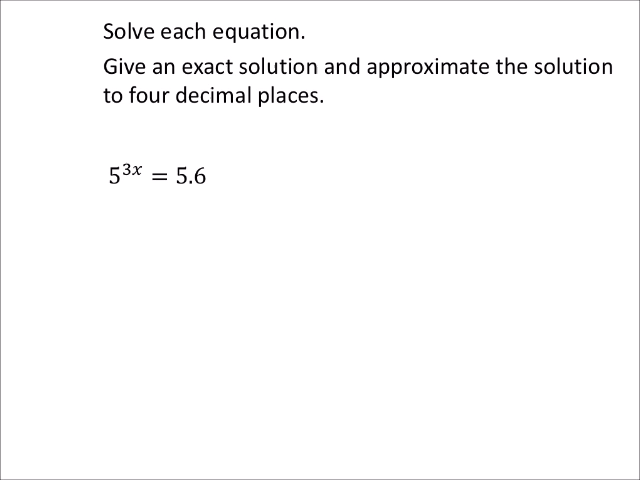 Solve each equation.
Give an exact solution and approximate the solution
to four decimal places.
5^{3x} = 5.6